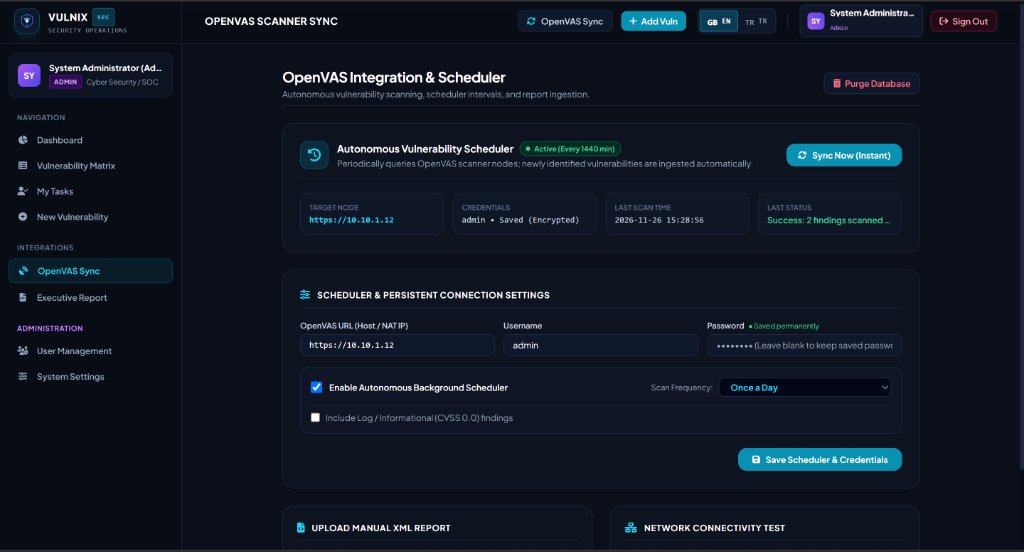 VULNIX SEC
SECURITY OPERATIONS
OPENVAS SCANNER SYNC
OpenVAS Sync
+ Add Vuln
GB EN
TR TR
SY
System Administra...
Admin
Sign Out
SY
System Administrator (Ad...
ADMIN Cyber Security / SOC
NAVIGATION
Dashboard
Vulnerability Matrix
My Tasks
New Vulnerability
INTEGRATIONS
OpenVAS Sync
Executive Report
ADMINISTRATION
User Management
System Settings
OpenVAS Integration & Scheduler
Autonomous vulnerability scanning, scheduler intervals, and report ingestion.
Purge Database
Autonomous Vulnerability Scheduler • Active (Every 1440 min)
Periodically queries OpenVAS scanner nodes; newly identified vulnerabilities are ingested automatically.
Sync Now (Instant)
TARGET NODE
https://10.10.1.12
CREDENTIALS
admin • Saved (Encrypted)
LAST SCAN TIME
2026-11-26 15:28:56
LAST STATUS
Success: 2 findings scanned ...
SCHEDULER & PERSISTENT CONNECTION SETTINGS
OpenVAS URL (Host / NAT IP)
https://10.10.1.12
Username
admin
Password • Saved permanently
•••••••• (Leave blank to keep saved passwo
Enable Autonomous Background Scheduler
Scan Frequency: Once a Day
Include Log / Informational (CVSS 0.0) findings
Save Scheduler & Credentials
UPLOAD MANUAL XML REPORT
NETWORK CONNECTIVITY TEST